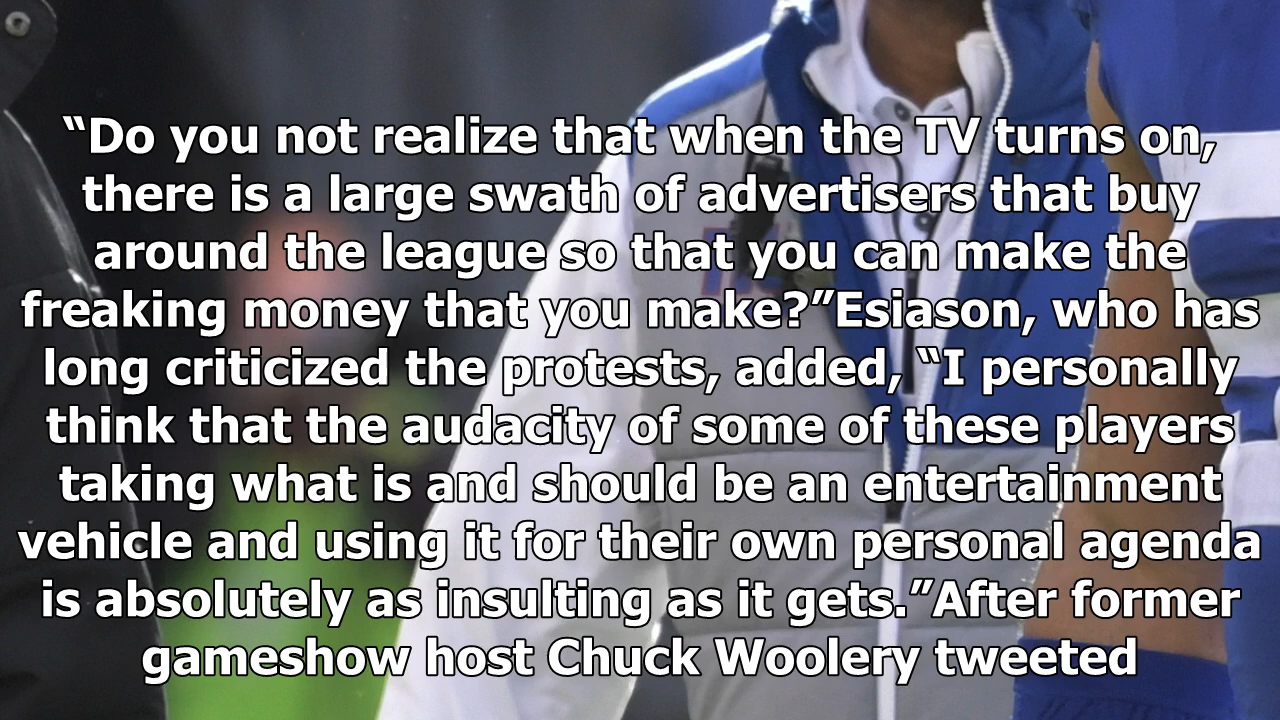 “Do you not realize that when the TV turns on,
there is a large swath of advertisers that buy
around the league so that you can make the
freaking money that you make?”Esiason, who has
long criticized the protests, added, “I personally
think that the audacity of some of these players
taking what is and should be an entertainment
vehicle and using it for their own personal agenda
is absolutely as insulting as it gets.”After former
gameshow host Chuck Woolery tweeted